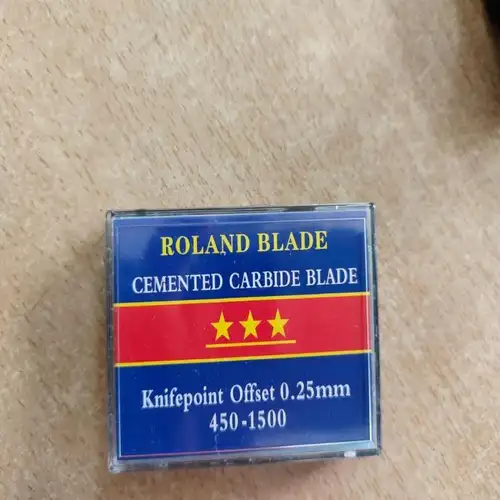 ROLAND BLADE
CEMENTED CARBIDE BLADE
Knifepoint Offset 0.25mm
450-1500